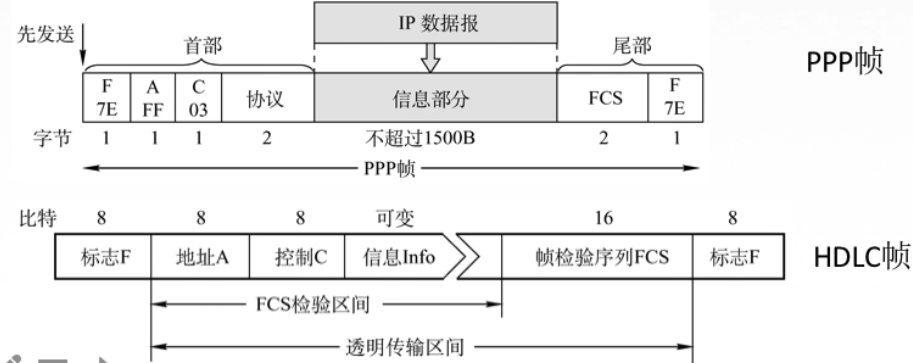 IP 数据报
先发送
首部
尾部
PPP帧
F 7E
A FF
C 03
协议
信息部分
FCS
F 7E
字节 1 1 1 2 不超过1500B 2 1
PPP帧
比特 8 8 8 可变 16 8
标志F 地址A 控制C 信息Info 帧检验序列FCS 标志F
HDLC帧
FCS检验区间
透明传输区间